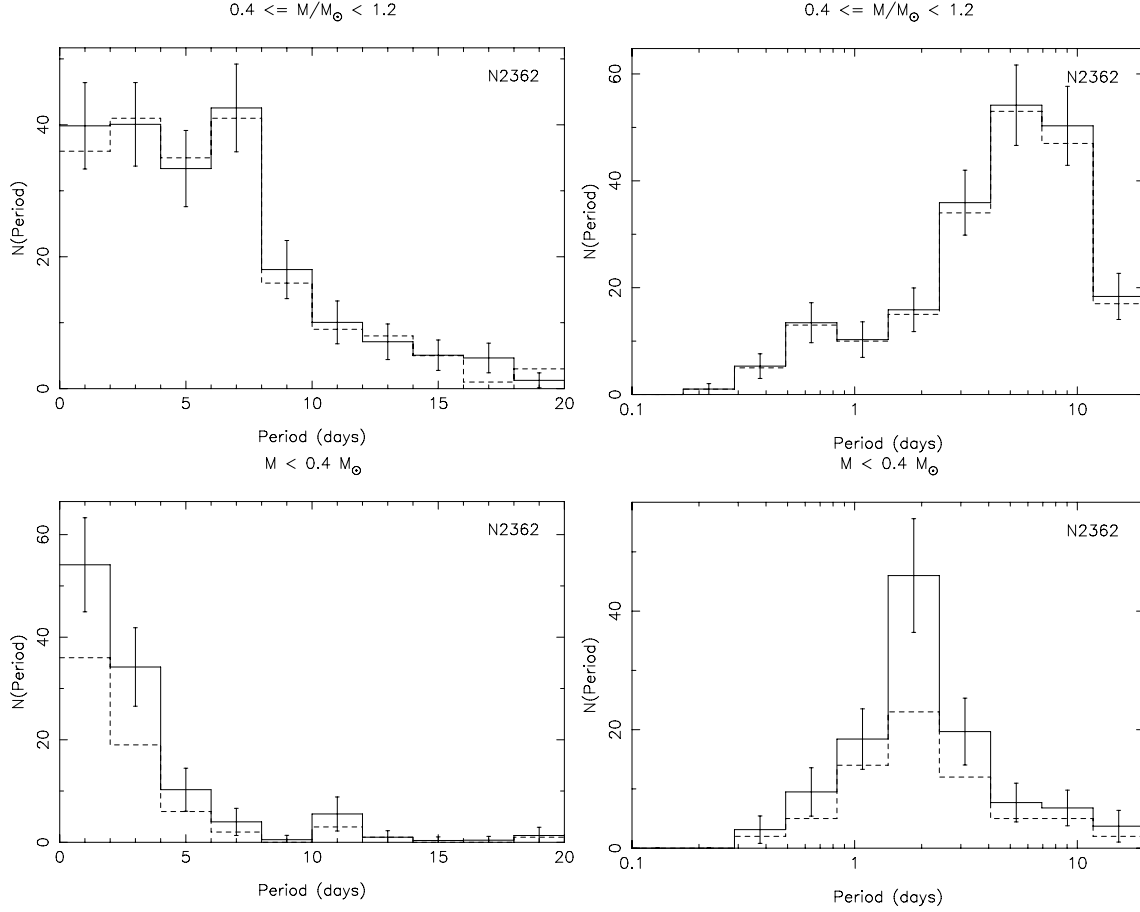 0.4 <= M/M☉ < 1.2
N2362
N(Period)
40
20
0
0 5 10 15 20
Period (days)
0.4 <= M/M☉ < 1.2
N2362
N(Period)
60
40
20
0
0.1 1 10
Period (days)
M < 0.4 M☉
N2362
N(Period)
60
40
20
0
0 5 10 15 20
Period (days)
M < 0.4 M☉
N2362
N(Period)
40
20
0
0.1 1 10
Period (days)